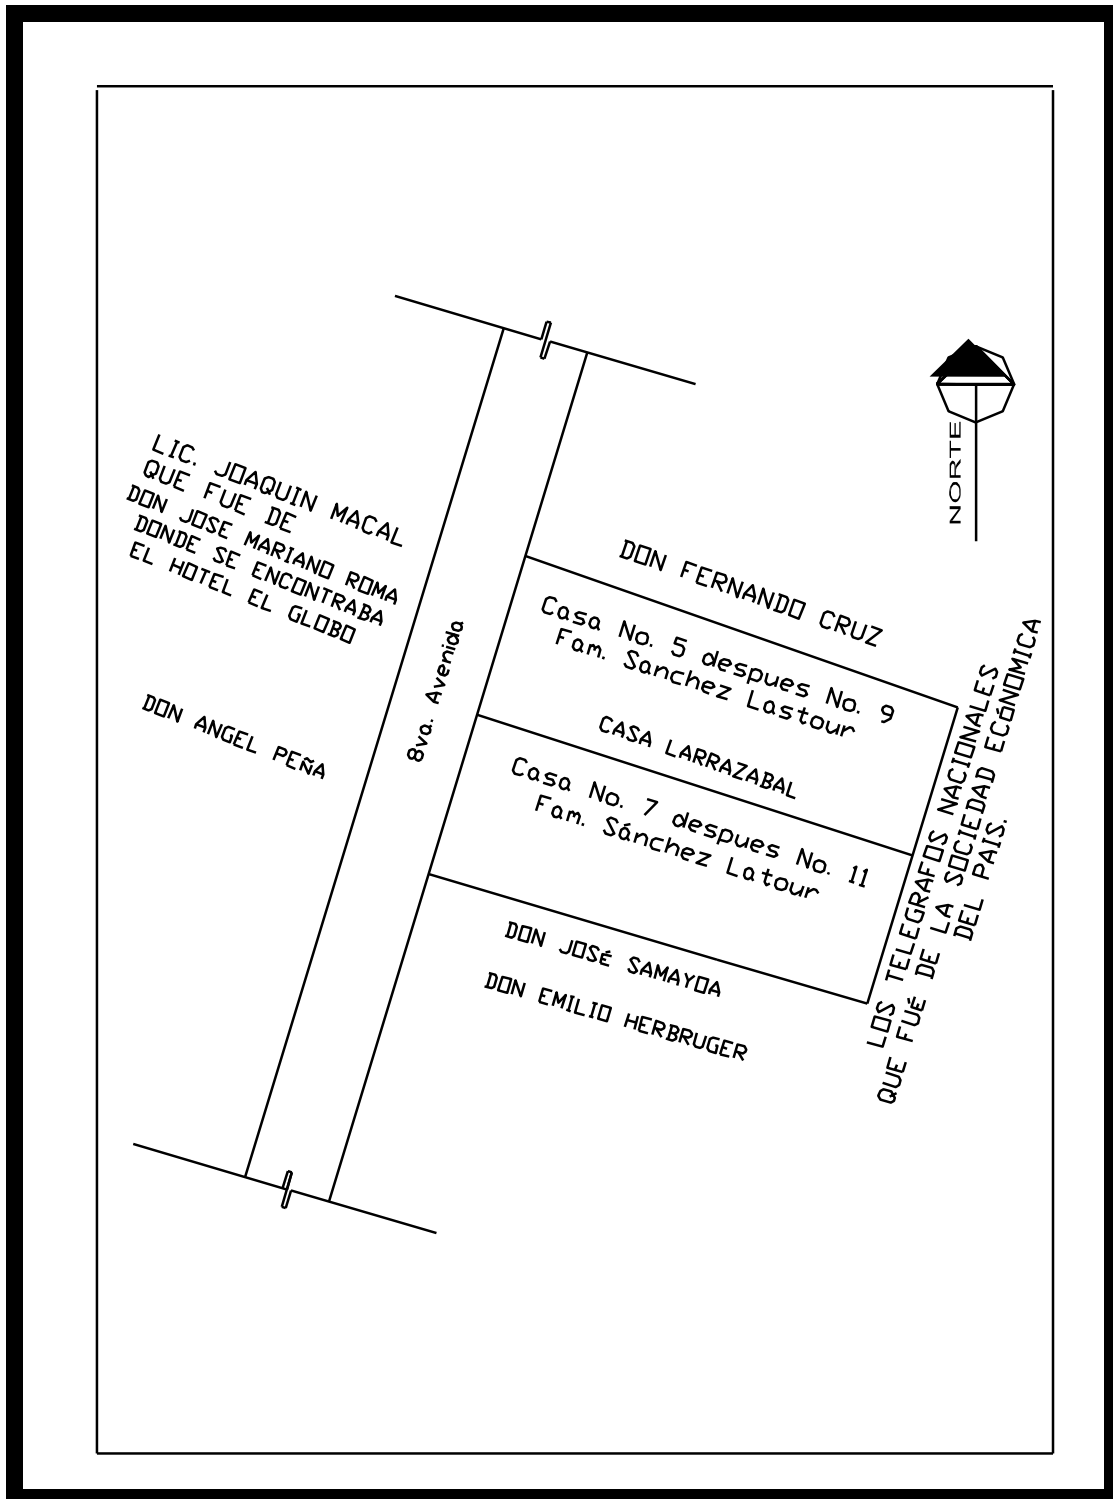 NORTE
LIC. JOAQUIN MACAL
QUE FUE DE
DON JOSE MARIANO ROMA
DONDE SE ENCONTRABA
EL HOTEL EL GLOBO
DON ANGEL PEÑA
8va. Avenida
DON FERNANDO CRUZ
Casa No. 5 despues No. 9
Fam. Sanchez Lastour
CASA LARRAZABAL
Casa No. 7 despues No. 11
Fam. Sánchez Latour
DON JOSÉ SAMAYOA
DON EMILIO HERBRUGER
LOS TELEGRAFOS NACIONALES
QUE FUÉ DE LA SOCIEDAD ECÓNOMICA
DEL PAIS.